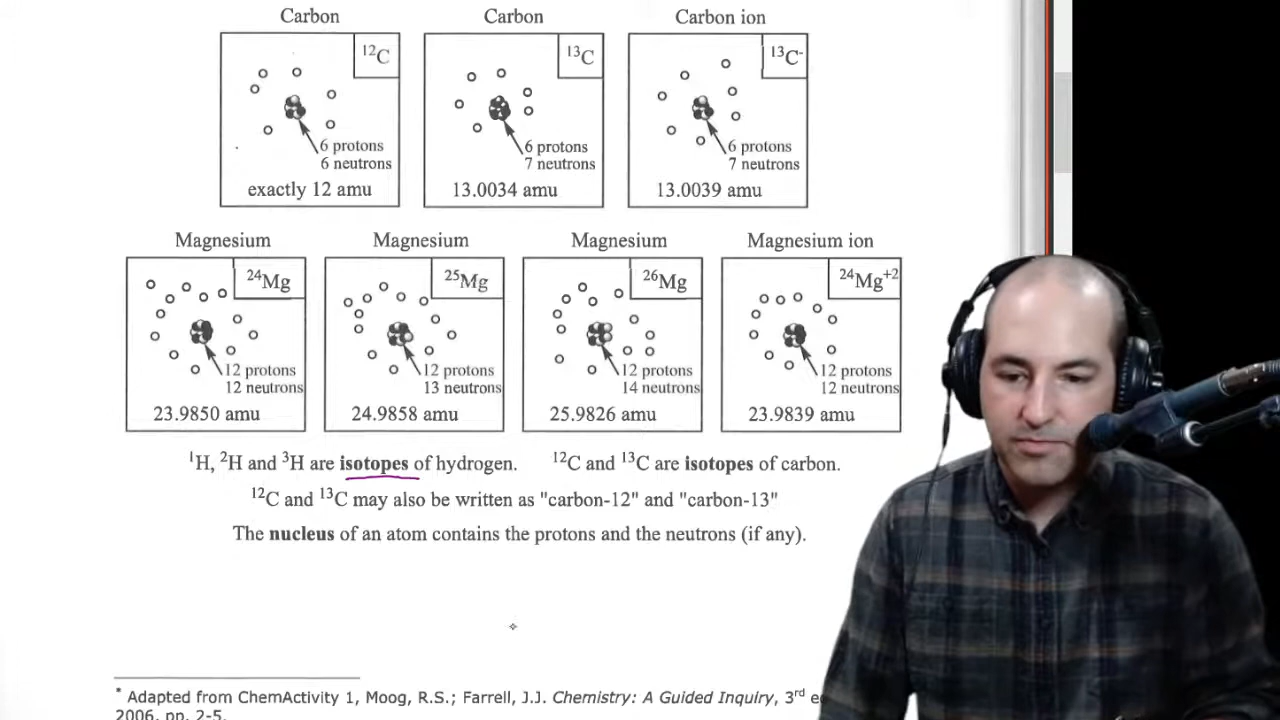 Carbon Carbon Carbon ion
¹²C ¹³C ¹³C⁻
6 protons 6 protons 6 protons
6 neutrons 7 neutrons 7 neutrons
exactly 12 amu 13.0034 amu 13.0039 amu
Magnesium Magnesium Magnesium Magnesium ion
²⁴Mg ²⁵Mg ²⁶Mg ²⁴Mg⁺²
12 protons 12 protons 12 protons 12 protons
12 neutrons 13 neutrons 14 neutrons 12 neutrons
23.9850 amu 24.9858 amu 25.9826 amu 23.9839 amu
¹H, ²H and ³H are isotopes of hydrogen. ¹²C and ¹³C are isotopes of carbon.
¹²C and ¹³C may also be written as "carbon-12" and "carbon-13"
The nucleus of an atom contains the protons and the neutrons (if any).
* Adapted from ChemActivity 1, Moog, R.S.; Farrell, J.J. Chemistry: A Guided Inquiry, 3rd
2006, pp. 2-5.